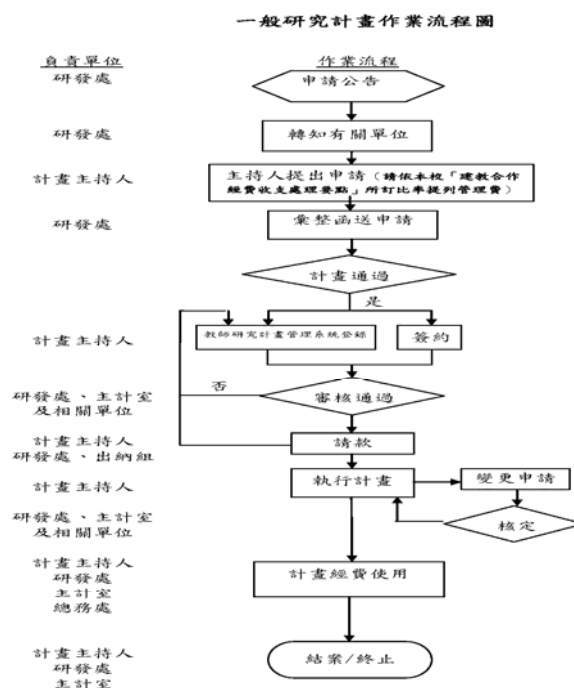 一般研究計畫作業流程圖
負責單位
作業流程
研發處
申請公告
研發處
轉知有關單位
計畫主持人
主持人提出申請（請依本校「建教合作
經費收支處理要點」所訂比率提列管理費）
研發處
彙整函送申請
計畫通過
是
計畫主持人
教師研究計畫管理系統登錄
簽約
否
研發處、主計室
及相關單位
審核通過
計畫主持人
研發處、出納組
請款
計畫主持人
執行計畫
變更申請
研發處、主計室
及相關單位
核定
計畫主持人
研發處
主計室
總務處
計畫經費使用
計畫主持人
研發處
主計室
結案/終止